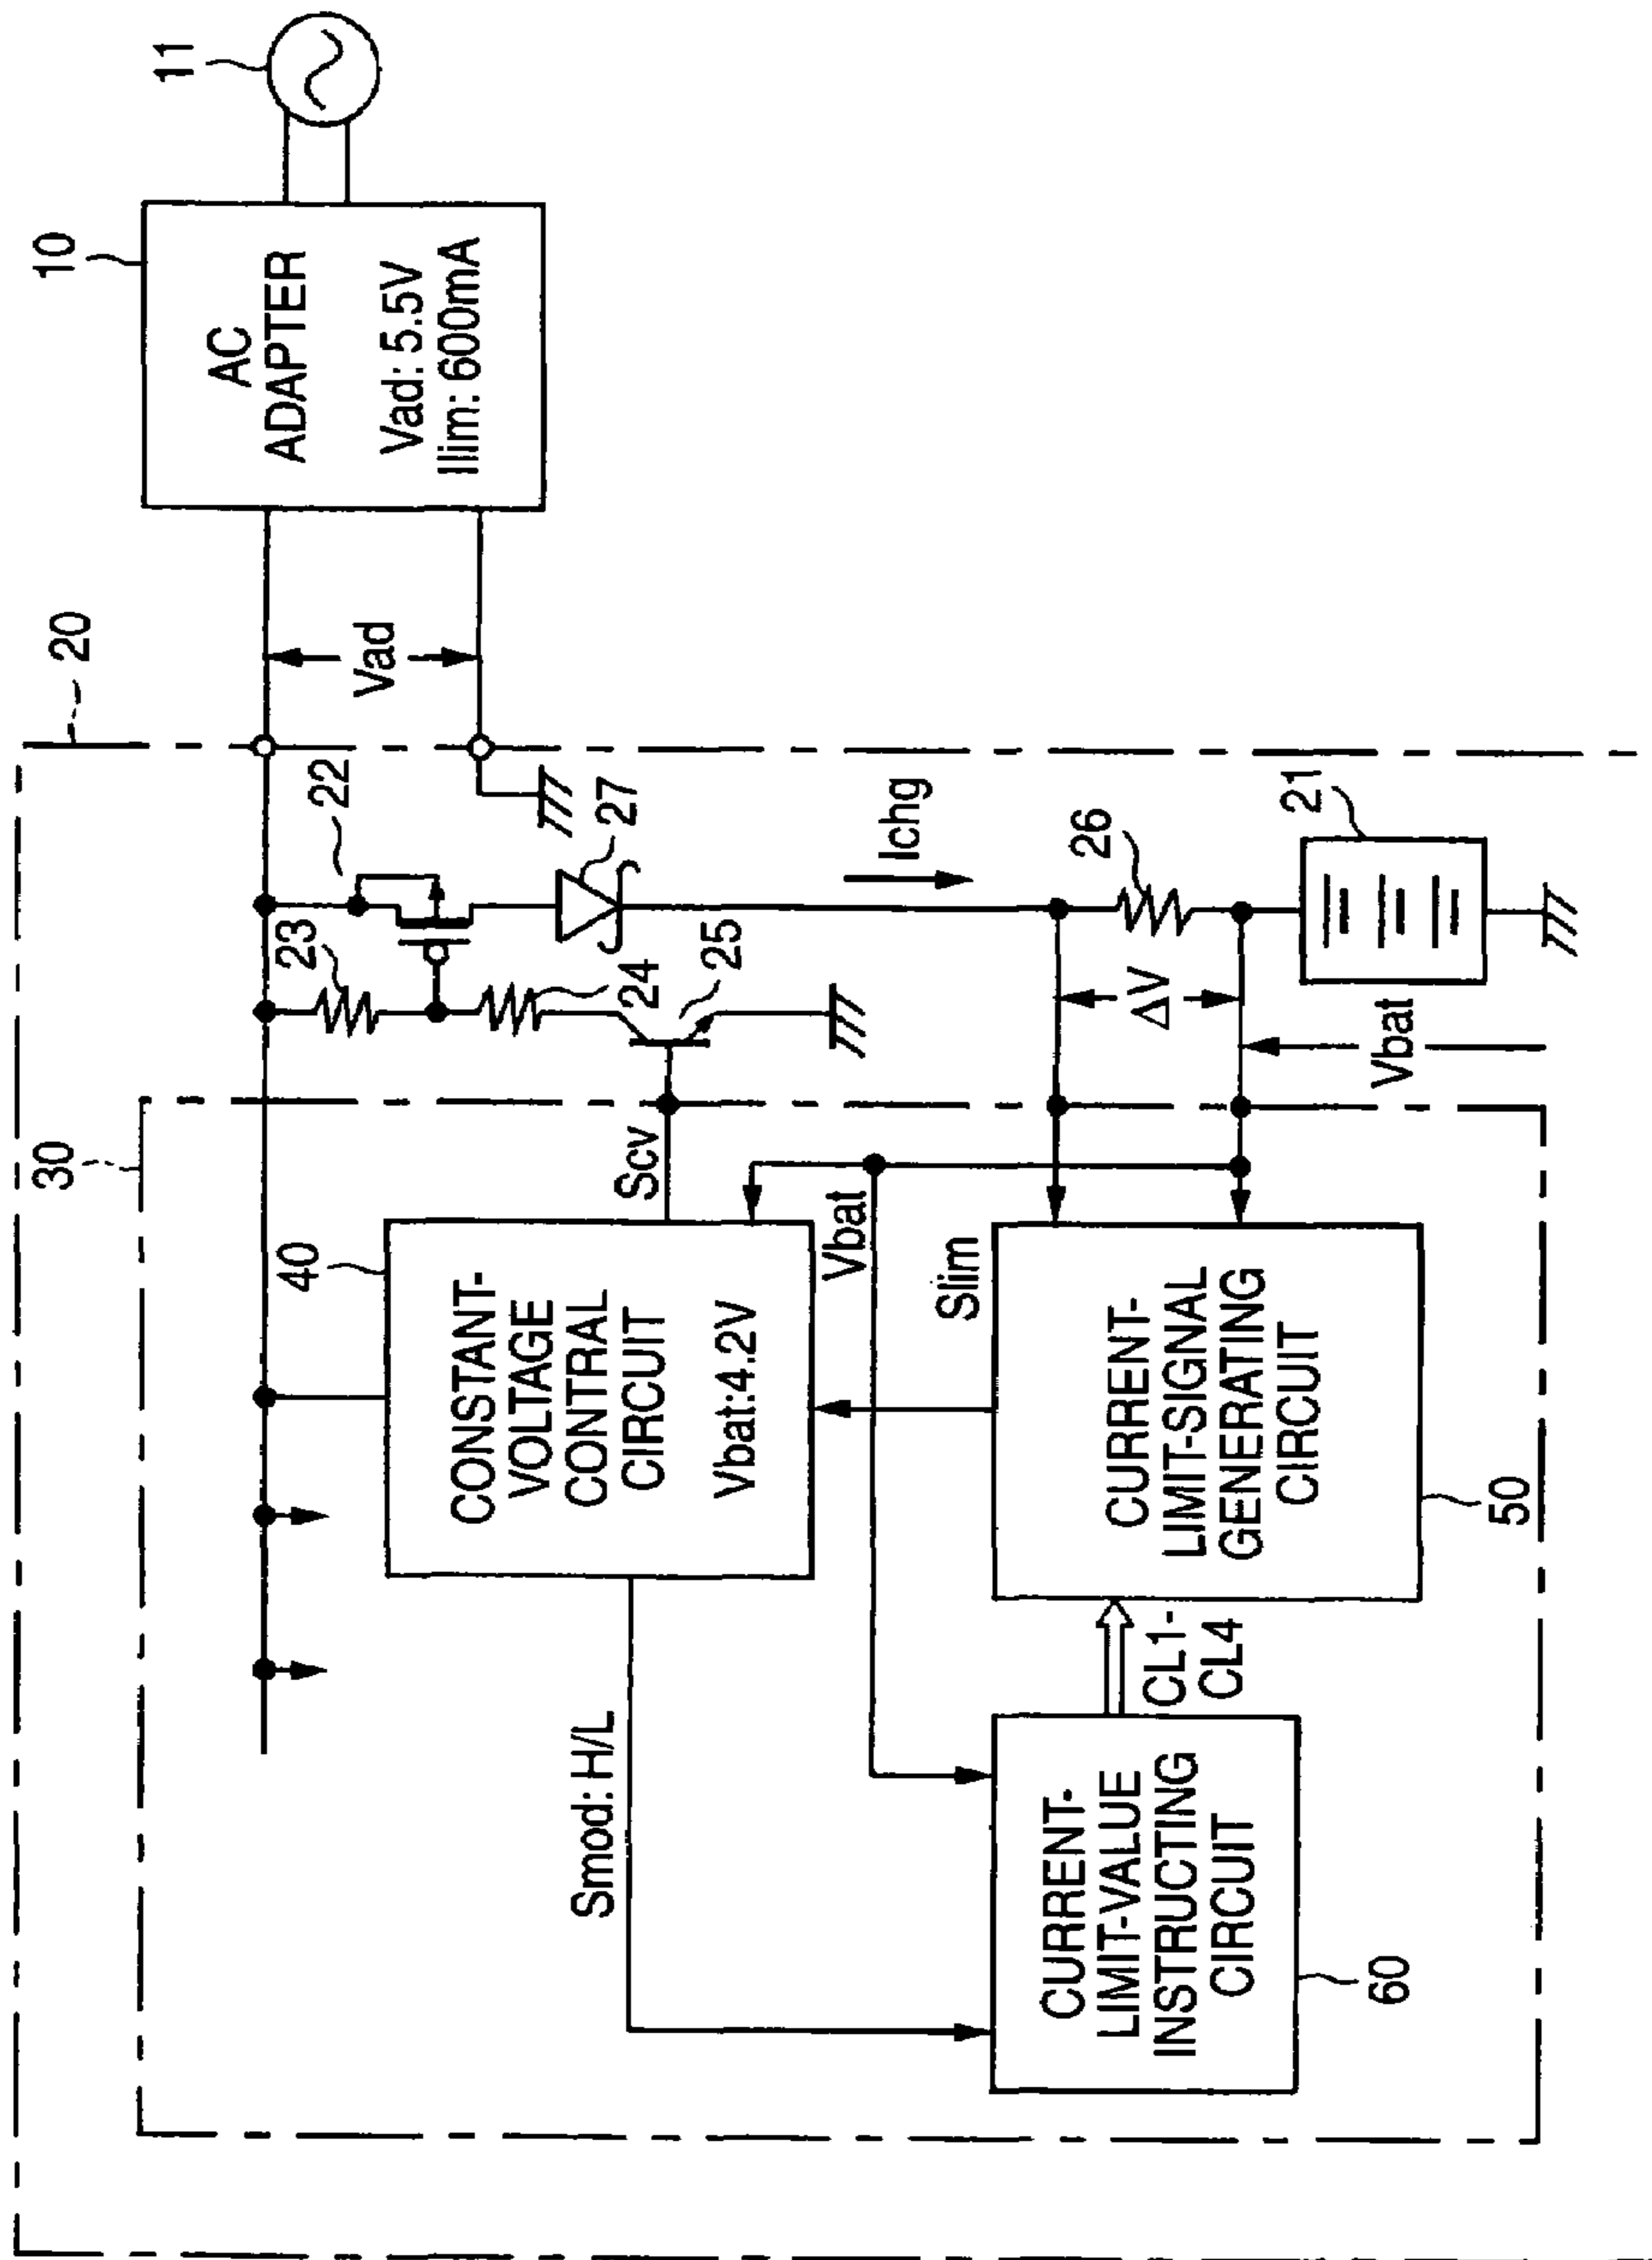 11
10
AC
ADAPTER
Vad: 5.5V
Ilim: 600mA
20
Vad
22
27
23
24
25
Ichg
26
21
ΔV
Vbat
30
Scv
40
CONSTANT-
VOLTAGE
CONTRAL
CIRCUIT
Vbat:4.2V
Vbat
Slim
CURRENT-
LIMIT-SIGNAL
GENERATING
CIRCUIT
50
Smod: H/L
CL1-
CL4
CURRENT-
LIMIT-VALUE
INSTRUCTING
CIRCUIT
60